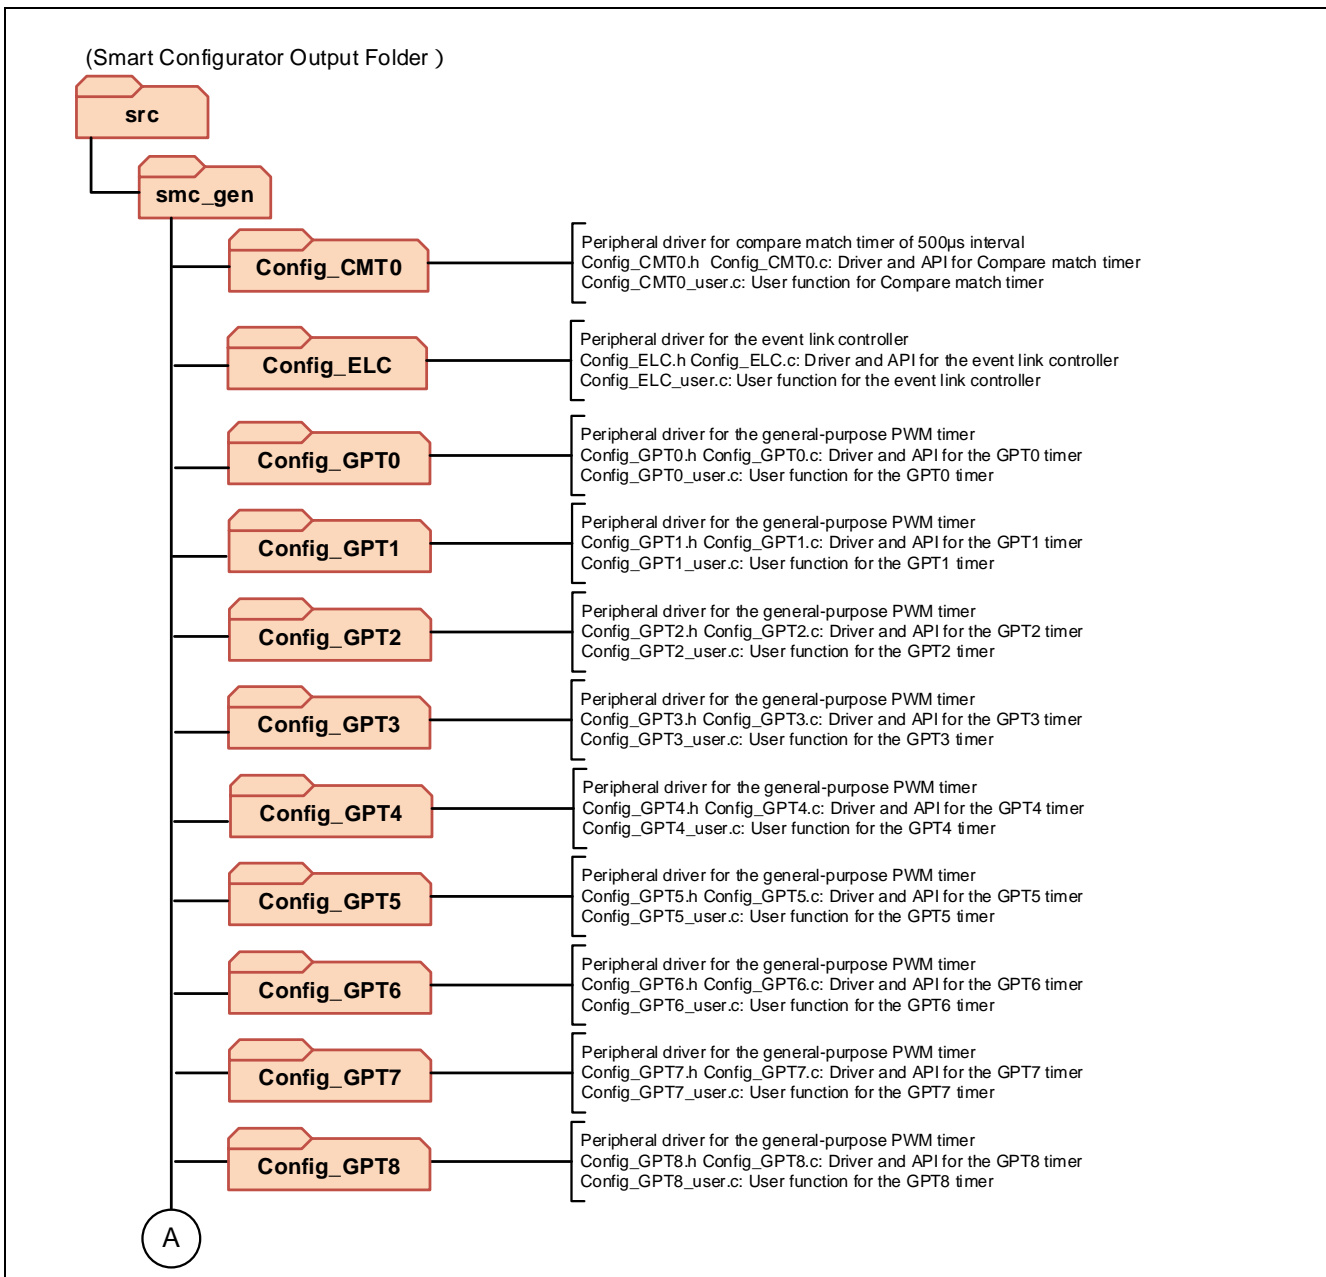 (Smart Configurator Output Folder )
src
smc_gen
Config_CMT0
Peripheral driver for compare match timer of 500µs interval
Config_CMT0.h  Config_CMT0.c: Driver and API for Compare match timer
Config_CMT0_user.c: User function for Compare match timer
Config_ELC
Peripheral driver for the event link controller
Config_ELC.h Config_ELC.c: Driver and API for the event link controller
Config_ELC_user.c: User function for the event link controller
Config_GPT0
Peripheral driver for the general-purpose PWM timer
Config_GPT0.h Config_GPT0.c: Driver and API for the GPT0 timer
Config_GPT0_user.c: User function for the GPT0 timer
Config_GPT1
Peripheral driver for the general-purpose PWM timer
Config_GPT1.h Config_GPT1.c: Driver and API for the GPT1 timer
Config_GPT1_user.c: User function for the GPT1 timer
Config_GPT2
Peripheral driver for the general-purpose PWM timer
Config_GPT2.h Config_GPT2.c: Driver and API for the GPT2 timer
Config_GPT2_user.c: User function for the GPT2 timer
Config_GPT3
Peripheral driver for the general-purpose PWM timer
Config_GPT3.h Config_GPT3.c: Driver and API for the GPT3 timer
Config_GPT3_user.c: User function for the GPT3 timer
Config_GPT4
Peripheral driver for the general-purpose PWM timer
Config_GPT4.h Config_GPT4.c: Driver and API for the GPT4 timer
Config_GPT4_user.c: User function for the GPT4 timer
Config_GPT5
Peripheral driver for the general-purpose PWM timer
Config_GPT5.h Config_GPT5.c: Driver and API for the GPT5 timer
Config_GPT5_user.c: User function for the GPT5 timer
Config_GPT6
Peripheral driver for the general-purpose PWM timer
Config_GPT6.h Config_GPT6.c: Driver and API for the GPT6 timer
Config_GPT6_user.c: User function for the GPT6 timer
Config_GPT7
Peripheral driver for the general-purpose PWM timer
Config_GPT7.h Config_GPT7.c: Driver and API for the GPT7 timer
Config_GPT7_user.c: User function for the GPT7 timer
Config_GPT8
Peripheral driver for the general-purpose PWM timer
Config_GPT8.h Config_GPT8.c: Driver and API for the GPT8 timer
Config_GPT8_user.c: User function for the GPT8 timer
A